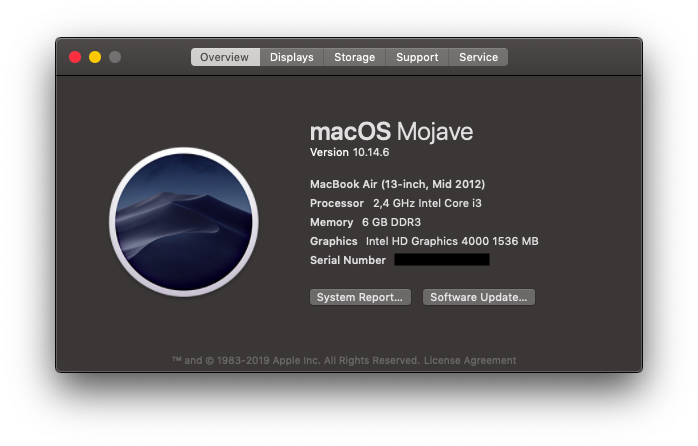 Overview Displays Storage Support Service
macOS Mojave
Version 10.14.6
MacBook Air (13-inch, Mid 2012)
Processor 2,4 GHz Intel Core i3
Memory 6 GB DDR3
Graphics Intel HD Graphics 4000 1536 MB
Serial Number
System Report... Software Update...
™ and © 1983-2019 Apple Inc. All Rights Reserved. License Agreement